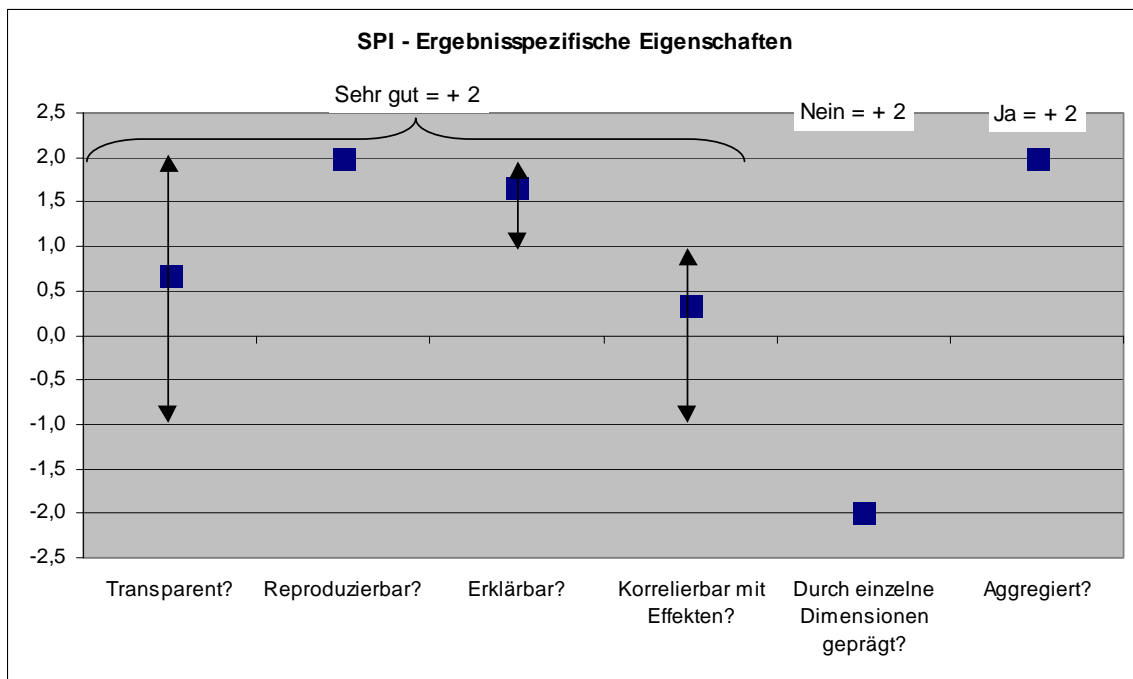 SPI - Ergebnisspezifische Eigenschaften
Sehr gut = + 2
Nein = + 2
Ja = + 2
2,5
2,0
1,5
1,0
0,5
0,0
-0,5
-1,0
-1,5
-2,0
-2,5
Transparent?
Reproduzierbar?
Erklärbar?
Korrelierbar mit
Effekten?
Durch einzelne
Dimensionen
geprägt?
Aggregiert?